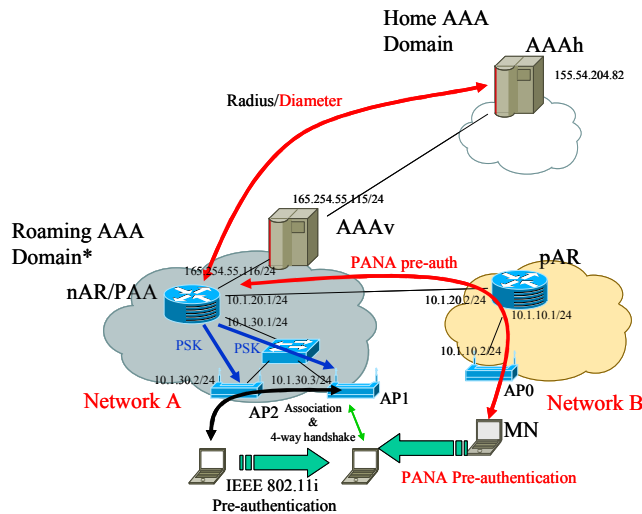 Home AAA
Domain
AAAh
155.54.204.82
Radius/Diameter
165.254.55.115/24
AAAv
Roaming AAA
Domain*
165.254.55.116/24
PANA pre-auth
pAR
nAR/PAA
10.1.20.1/24
10.1.20.2/24
10.1.10.1/24
10.1.30.1/24
PSK
PSK
10.1.10.2/24
10.1.30.2/24
10.1.30.3/24
Network A
AP2
AP1
AP0
Network B
Association
&
4-way handshake
MN
IEEE 802.11i
Pre-authentication
PANA Pre-authentication